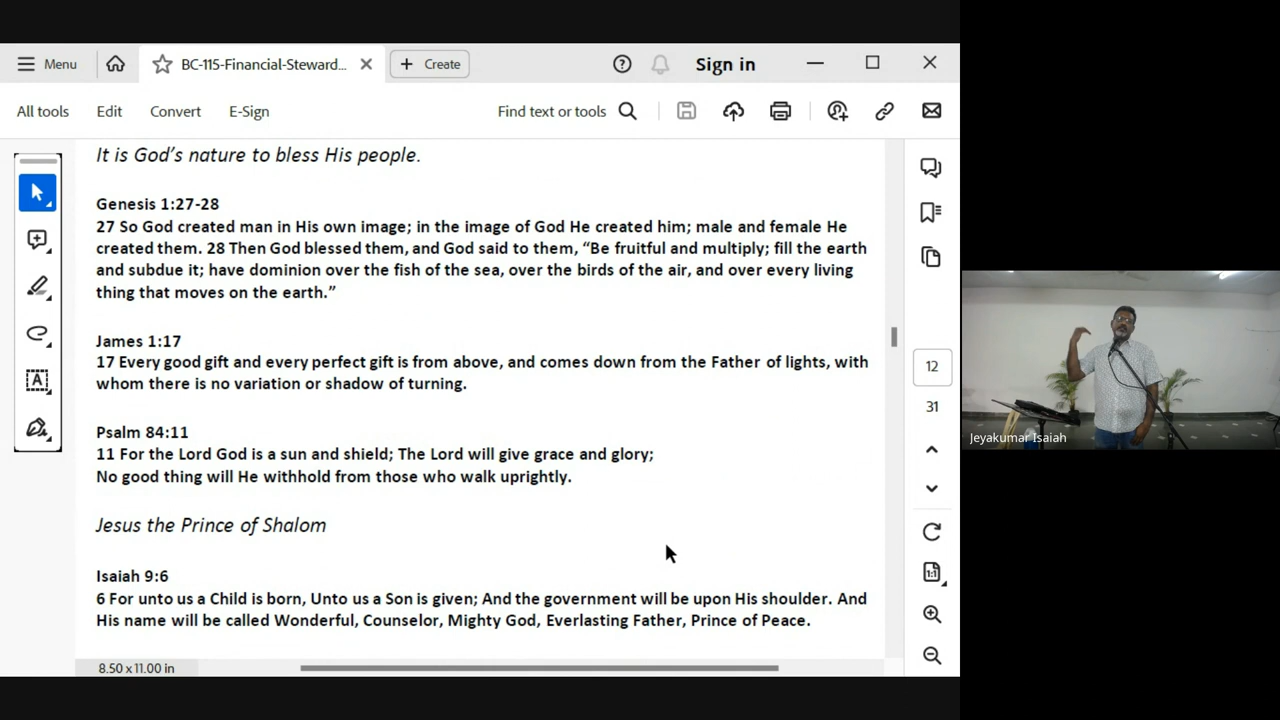 Menu
BC-115-Financial-Steward...
Create
Sign in
All tools
Edit
Convert
E-Sign
Find text or tools
It is God's nature to bless His people.
Genesis 1:27-28
27 So God created man in His own image; in the image of God He created him; male and female He
created them. 28 Then God blessed them, and God said to them, “Be fruitful and multiply; fill the earth
and subdue it; have dominion over the fish of the sea, over the birds of the air, and over every living
thing that moves on the earth.”
James 1:17
17 Every good gift and every perfect gift is from above, and comes down from the Father of lights, with
whom there is no variation or shadow of turning.
Psalm 84:11
11 For the Lord God is a sun and shield; The Lord will give grace and glory;
No good thing will He withhold from those who walk uprightly.
Jesus the Prince of Shalom
Isaiah 9:6
6 For unto us a Child is born, Unto us a Son is given; And the government will be upon His shoulder. And
His name will be called Wonderful, Counselor, Mighty God, Everlasting Father, Prince of Peace.
8.50 x 11.00 in
12
31
1:1
Jeyakumar Isaiah